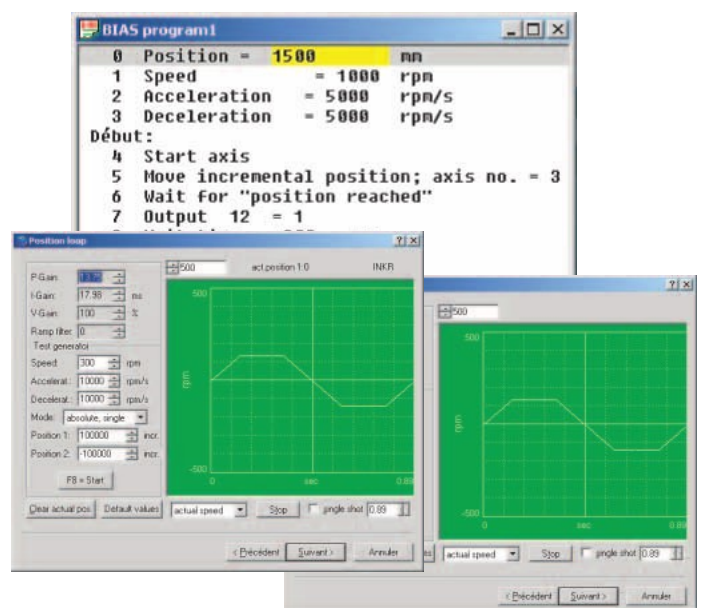 BIAS program1
0 Position = 1500 mm
1 Speed = 1000 rpm
2 Acceleration = 5000 rpm/s
3 Deceleration = 5000 rpm/s
Début:
4 Start axis
5 Move incremental position; axis no. = 3
6 Wait for "position reached"
7 Output 12 = 1
Position loop
500 act.position 1:0 INKR
P-Gain:
I-Gain: 17.98 ms
V-Gain: 100 %
Ramp filter 0
Test generator
Speed: 300 rpm
Accelerat.: 10000 rpm/s
Decelerat.: 10000 rpm/s
Mode: absolute, single
Position 1: 100000 incr.
Position 2: -100000 incr.
F8 = Start
Clear actual pos. Default values
500
rpm
-500
0 sec 0.89
actual speed Stop single shot 0.89
< Précédent Suivant > Annuler
500
500
rpm
-500
0 sec 0.89
actual speed Stop single shot 0.89
< Précédent Suivant > Annuler